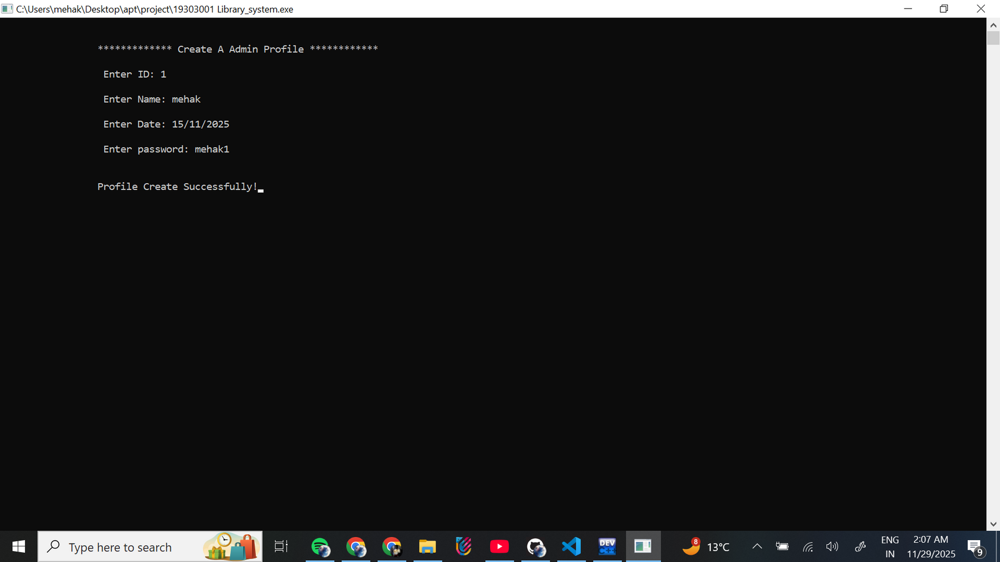 C:\Users\mehak\Desktop\apt\project\19303001 Library_system.exe
************* Create A Admin Profile ************
Enter ID: 1
Enter Name: mehak
Enter Date: 15/11/2025
Enter password: mehak1
Profile Create Successfully!
Type here to search
DEV
C++
8
13°C
ENG
IN
2:07 AM
11/29/2025
9